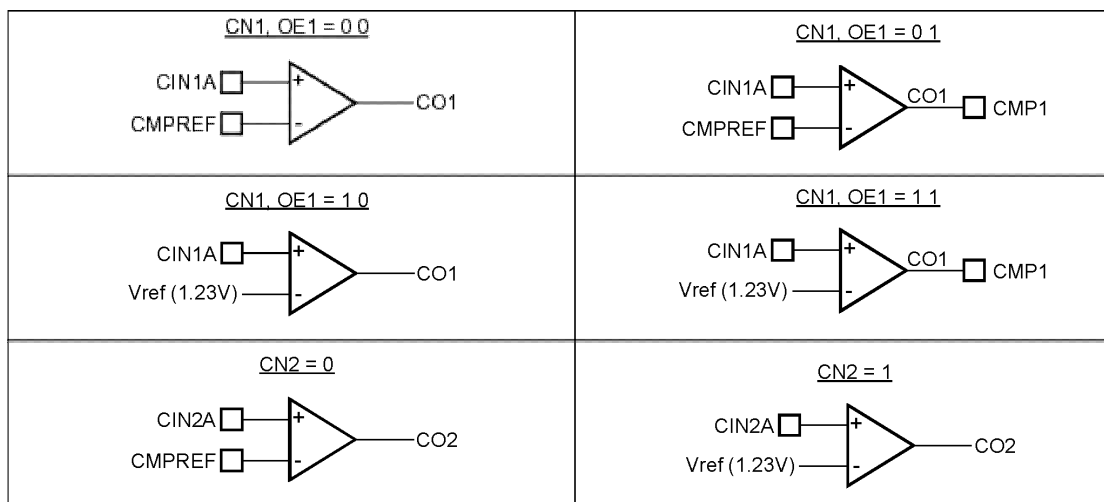 CN1, OE1 = 0 0
CIN1A
+
CMPREF
-
CO1
CN1, OE1 = 0 1
CIN1A
+
CMPREF
-
CO1
CMP1
CN1, OE1 = 1 0
CIN1A
+
Vref (1.23V)
-
CO1
CN1, OE1 = 1 1
CIN1A
+
Vref (1.23V)
-
CO1
CMP1
CN2 = 0
CIN2A
+
CMPREF
-
CO2
CN2 = 1
CIN2A
+
Vref (1.23V)
-
CO2